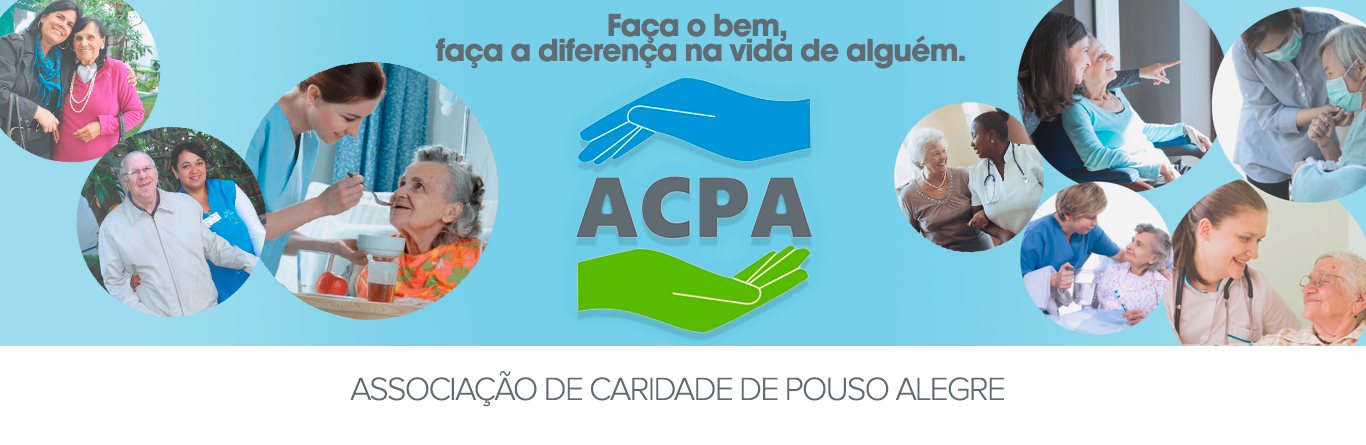 Faça o bem,
faça a diferença na vida de alguém.
ACPA
ASSOCIAÇÃO DE CARIDADE DE POUSO ALEGRE